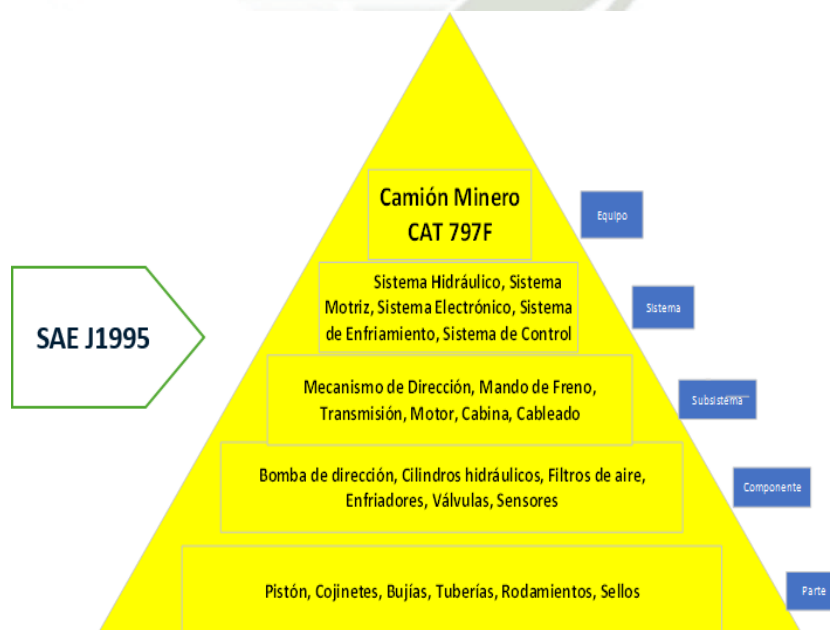 Camión Minero
CAT 797F
Equipo
Sistema Hidráulico, Sistema
Motriz, Sistema Electrónico, Sistema
de Enfriamiento, Sistema de Control
Sistema
SAE J1995
Mecanismo de Dirección, Mando de Freno,
Transmisión, Motor, Cabina, Cableado
Subsistema
Bomba de dirección, Cilindros hidráulicos, Filtros de aire,
Enfriadores, Válvulas, Sensores
Componente
Pistón, Cojinetes, Bujías, Tuberías, Rodamientos, Sellos
Parte